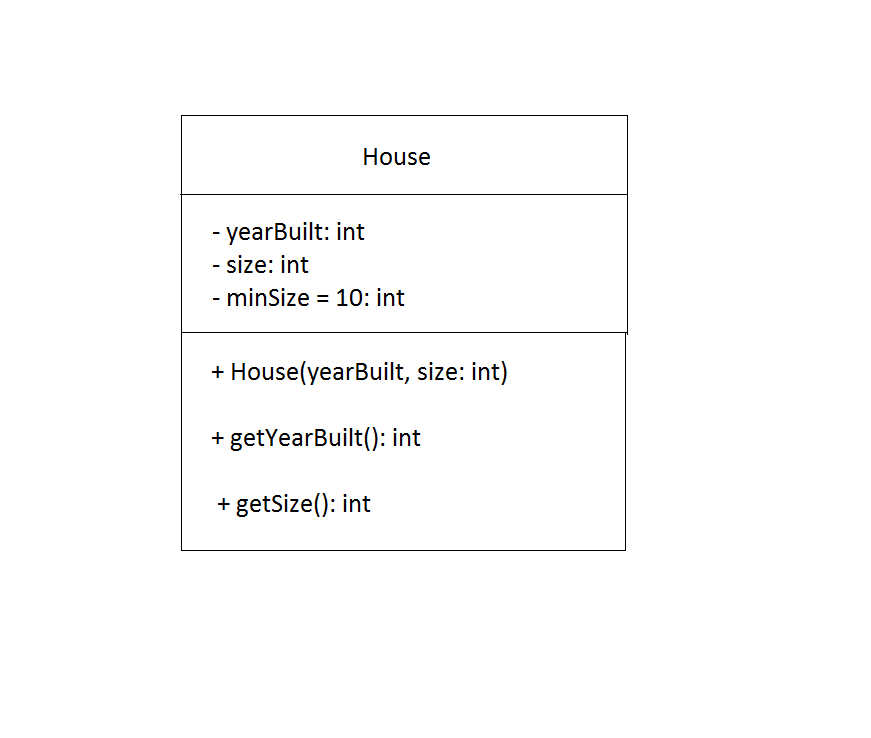 House
- yearBuilt: int
- size: int
- minSize = 10: int
+ House(yearBuilt, size: int)
+ getYearBuilt(): int
+ getSize(): int